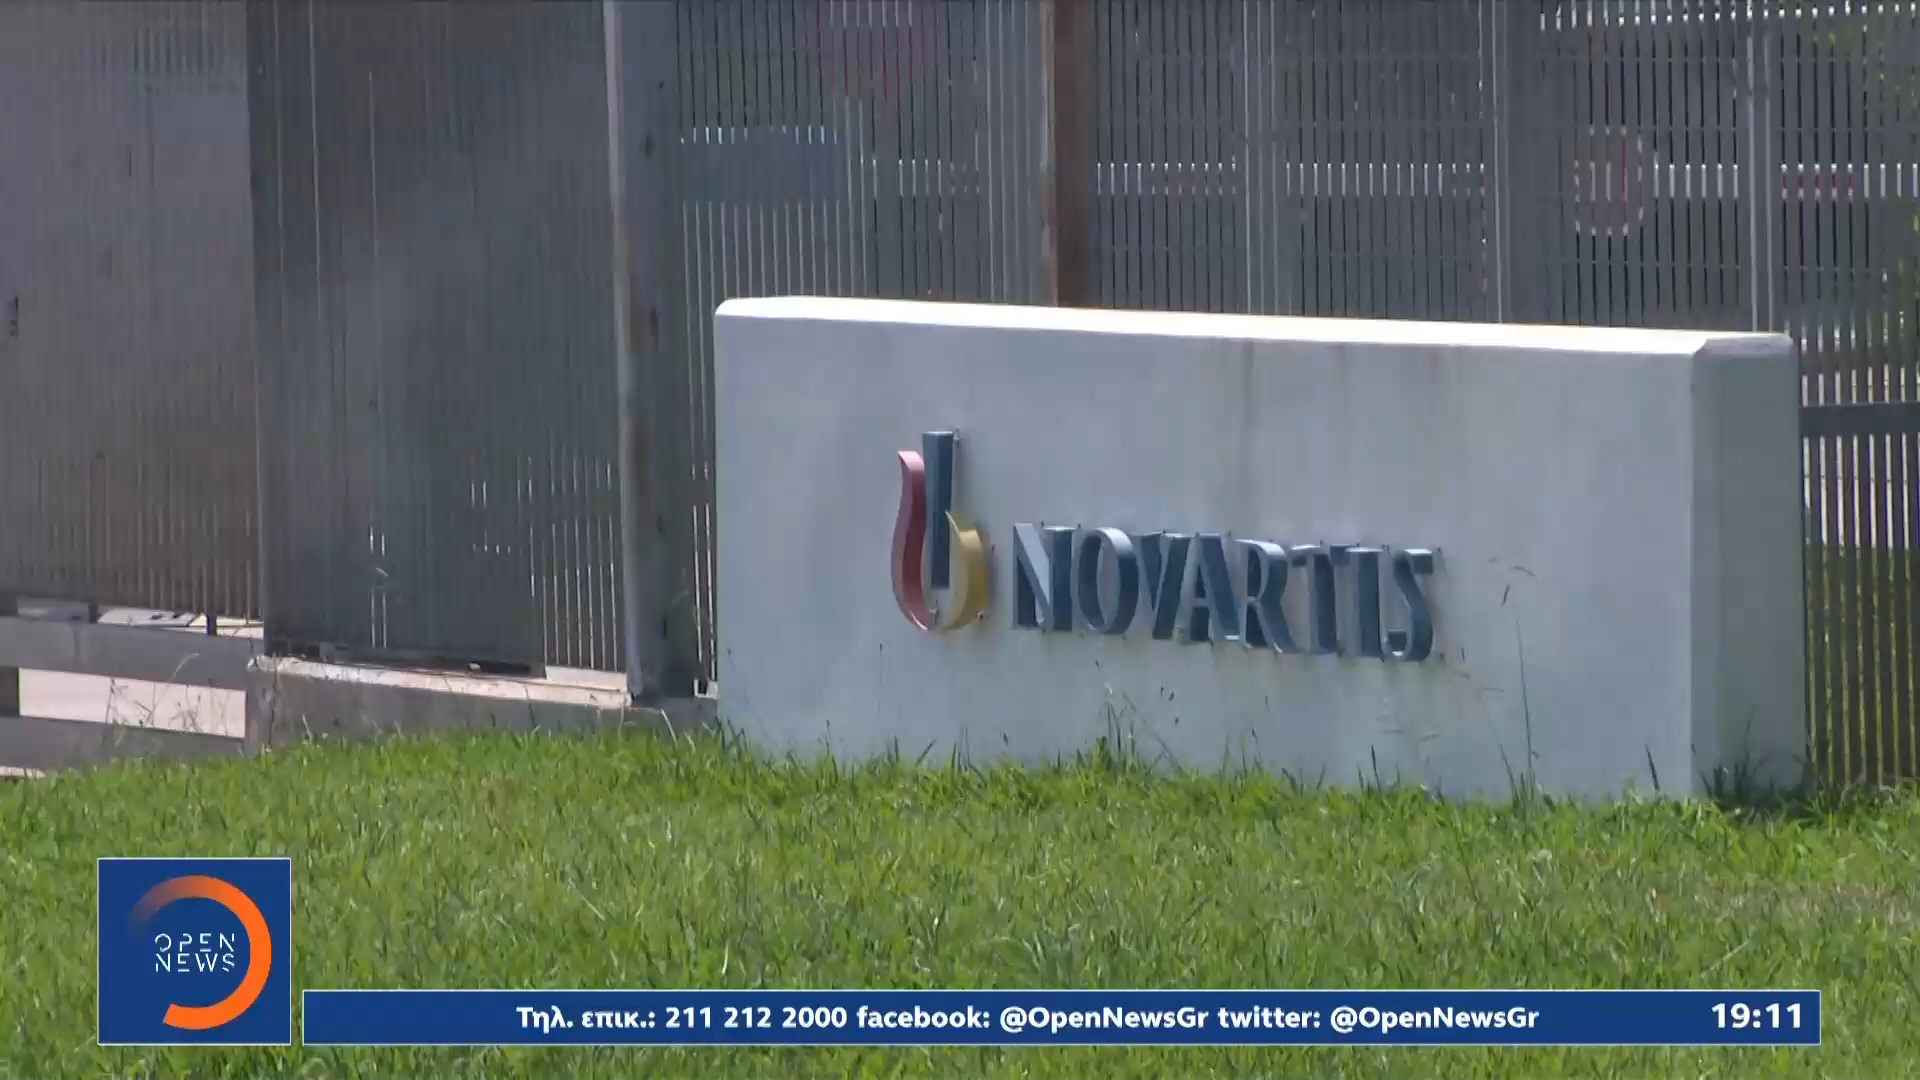 NOVARTIS
OPEN
NEWS
Τηλ. επικ.: 211 212 2000 facebook: @OpenNewsGr twitter: @OpenNewsGr
19:11